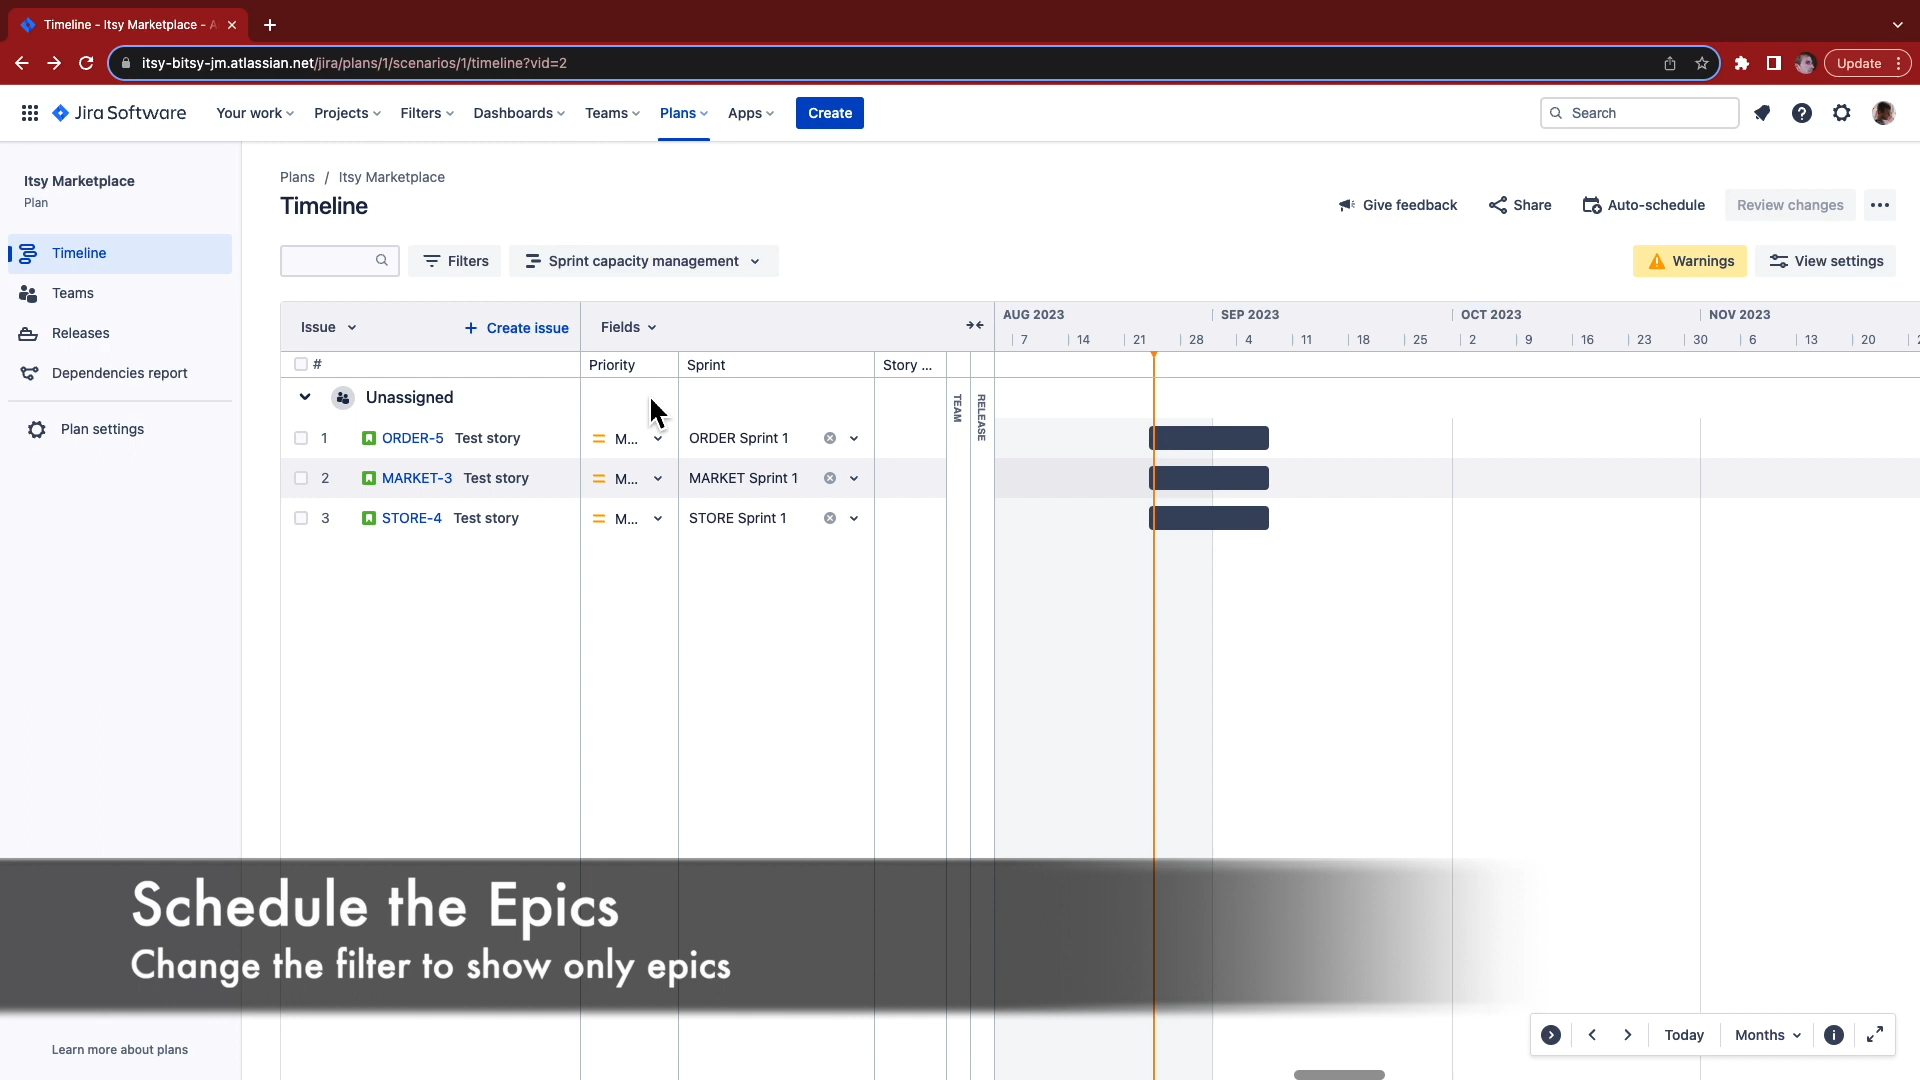 Timeline - Itsy Marketplace -
itsy-bitsy-jm.atlassian.net/jira/plans/1/scenarios/1/timeline?vid=2
Update
Jira Software
Your work
Projects
Filters
Dashboards
Teams
Plans
Apps
Create
Search
Itsy Marketplace
Plan
Timeline
Teams
Releases
Dependencies report
Plan settings
Learn more about plans
Plans / Itsy Marketplace
Timeline
Give feedback
Share
Auto-schedule
Review changes
Filters
Sprint capacity management
Warnings
View settings
Issue
+ Create issue
Fields
AUG 2023 SEP 2023 OCT 2023 NOV 2023
7 14 21 28 4 11 18 25 2 9 16 23 30 6 13 20
# Priority Sprint Story ...
TEAM
RELEASE
Unassigned
1 ORDER-5 Test story M... ORDER Sprint 1
2 MARKET-3 Test story M... MARKET Sprint 1
3 STORE-4 Test story M... STORE Sprint 1
Schedule the Epics
Change the filter to show only epics
Today
Months